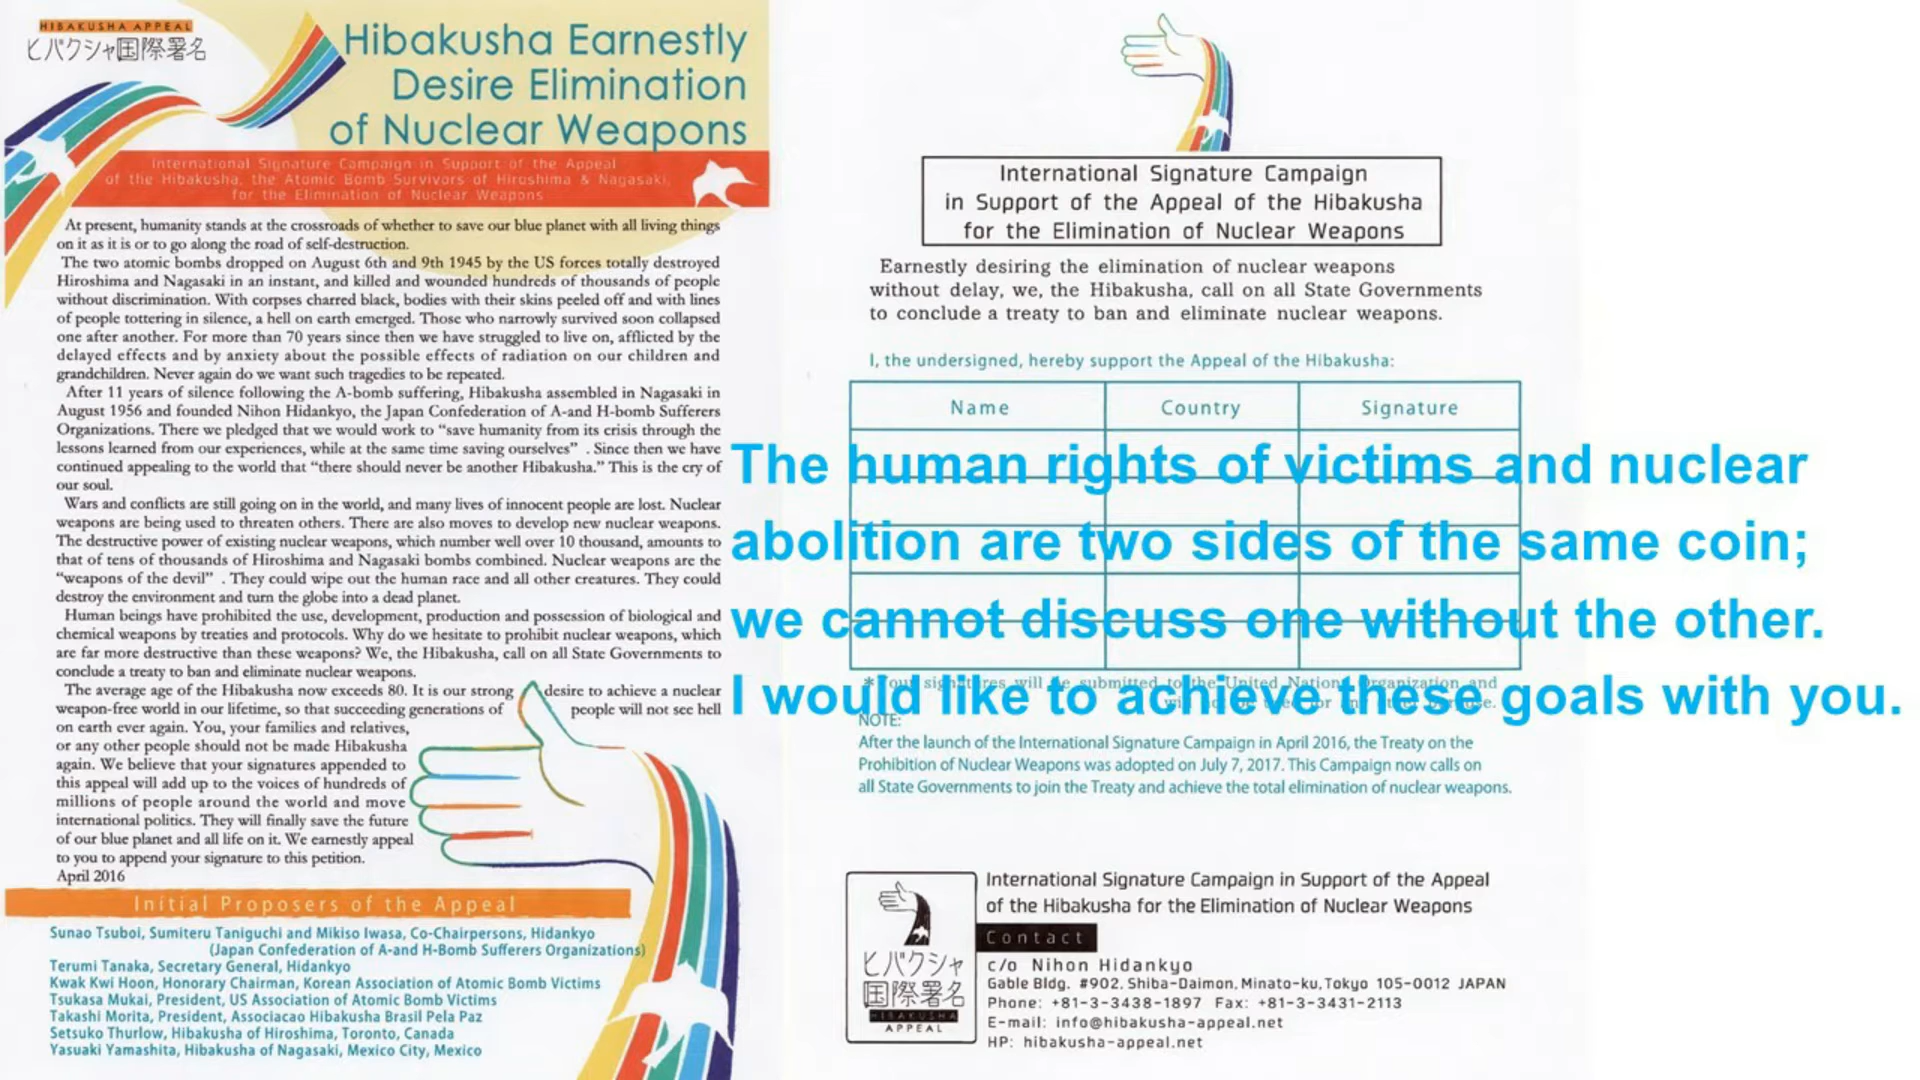 HIBAKUSHA APPEAL
ヒバクシャ国際署名
Hibakusha Earnestly
Desire Elimination
of Nuclear Weapons
International Signature Campaign in Support of the Appeal
of the Hibakusha, the Atomic Bomb Survivors of Hiroshima & Nagasaki,
for the Elimination of Nuclear Weapons
At present, humanity stands at the crossroads of whether to save our blue planet with all living things
on it as it is or to go along the road of self-destruction.
The two atomic bombs dropped on August 6th and 9th 1945 by the US forces totally destroyed
Hiroshima and Nagasaki in an instant, and killed and wounded hundreds of thousands of people
without discrimination. With corpses charred black, bodies with their skins peeled off and with lines
of people tottering in silence, a hell on earth emerged. Those who narrowly survived soon collapsed
one after another. For more than 70 years since then we have struggled to live on, afflicted by the
delayed effects and by anxiety about the possible effects of radiation on our children and
grandchildren. Never again do we want such tragedies to be repeated.
After 11 years of silence following the A-bomb suffering, Hibakusha assembled in Nagasaki in
August 1956 and founded Nihon Hidankyo, the Japan Confederation of A-and H-bomb Sufferers
Organizations. There we pledged that we would work to “save humanity from its crisis through the
lessons learned from our experiences, while at the same time saving ourselves” . Since then we have
continued appealing to the world that “there should never be another Hibakusha.” This is the cry of
our soul.
Wars and conflicts are still going on in the world, and many lives of innocent people are lost. Nuclear
weapons are being used to threaten others. There are also moves to develop new nuclear weapons.
The destructive power of existing nuclear weapons, which number well over 10 thousand, amounts to
that of tens of thousands of Hiroshima and Nagasaki bombs combined. Nuclear weapons are the
“weapons of the devil” . They could wipe out the human race and all other creatures. They could
destroy the environment and turn the globe into a dead planet.
Human beings have prohibited the use, development, production and possession of biological and
chemical weapons by treaties and protocols. Why do we hesitate to prohibit nuclear weapons, which
are far more destructive than these weapons? We, the Hibakusha, call on all State Governments to
conclude a treaty to ban and eliminate nuclear weapons.
The average age of the Hibakusha now exceeds 80. It is our strong desire to achieve a nuclear
weapon-free world in our lifetime, so that succeeding generations of people will not see hell
on earth ever again. You, your families and relatives,
or any other people should not be made Hibakusha
again. We believe that your signatures appended to
this appeal will add up to the voices of hundreds of
millions of people around the world and move
international politics. They will finally save the future
of our blue planet and all life on it. We earnestly appeal
to you to append your signature to this petition.
April 2016
Initial Proposers of the Appeal
Sunao Tsuboi, Sumiteru Taniguchi and Mikiso Iwasa, Co-Chairpersons, Hidankyo
(Japan Confederation of A-and H-Bomb Sufferers Organizations)
Terumi Tanaka, Secretary General, Hidankyo
Kwak Kwi Hoon, Honorary Chairman, Korean Association of Atomic Bomb Victims
Tsukasa Mukai, President, US Association of Atomic Bomb Victims
Takashi Morita, President, Associacao Hibakusha Brasil Pela Paz
Setsuko Thurlow, Hibakusha of Hiroshima, Toronto, Canada
Yasuaki Yamashita, Hibakusha of Nagasaki, Mexico City, Mexico
International Signature Campaign
in Support of the Appeal of the Hibakusha
for the Elimination of Nuclear Weapons
Earnestly desiring the elimination of nuclear weapons
without delay, we, the Hibakusha, call on all State Governments
to conclude a treaty to ban and eliminate nuclear weapons.
I, the undersigned, hereby support the Appeal of the Hibakusha:
Name Country Signature
The human rights of victims and nuclear
abolition are two sides of the same coin;
we cannot discuss one without the other.
I would like to achieve these goals with you.
*Your signatures will be submitted to the United Nations Organization and
will not be used for any other purpose.
NOTE:
After the launch of the International Signature Campaign in April 2016, the Treaty on the
Prohibition of Nuclear Weapons was adopted on July 7, 2017. This Campaign now calls on
all State Governments to join the Treaty and achieve the total elimination of nuclear weapons.
ヒバクシャ
国際署名
HIBAKUSHA
APPEAL
International Signature Campaign in Support of the Appeal
of the Hibakusha for the Elimination of Nuclear Weapons
Contact
c/o Nihon Hidankyo
Gable Bldg. #902, Shiba-Daimon, Minato-ku, Tokyo 105-0012 JAPAN
Phone: +81-3-3438-1897 Fax: +81-3-3431-2113
E-mail: info@hibakusha-appeal.net
HP: hibakusha-appeal.net